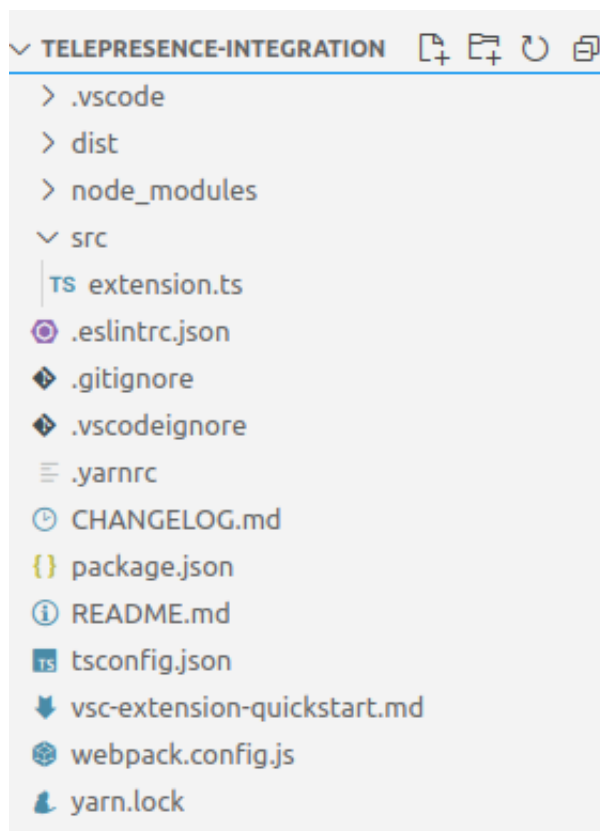 TELEPRESENCE-INTEGRATION
.vscode
dist
node_modules
src
TS extension.ts
.eslintrc.json
.gitignore
.vscodeignore
.yarnrc
CHANGELOG.md
{} package.json
README.md
TS tsconfig.json
vsc-extension-quickstart.md
webpack.config.js
yarn.lock